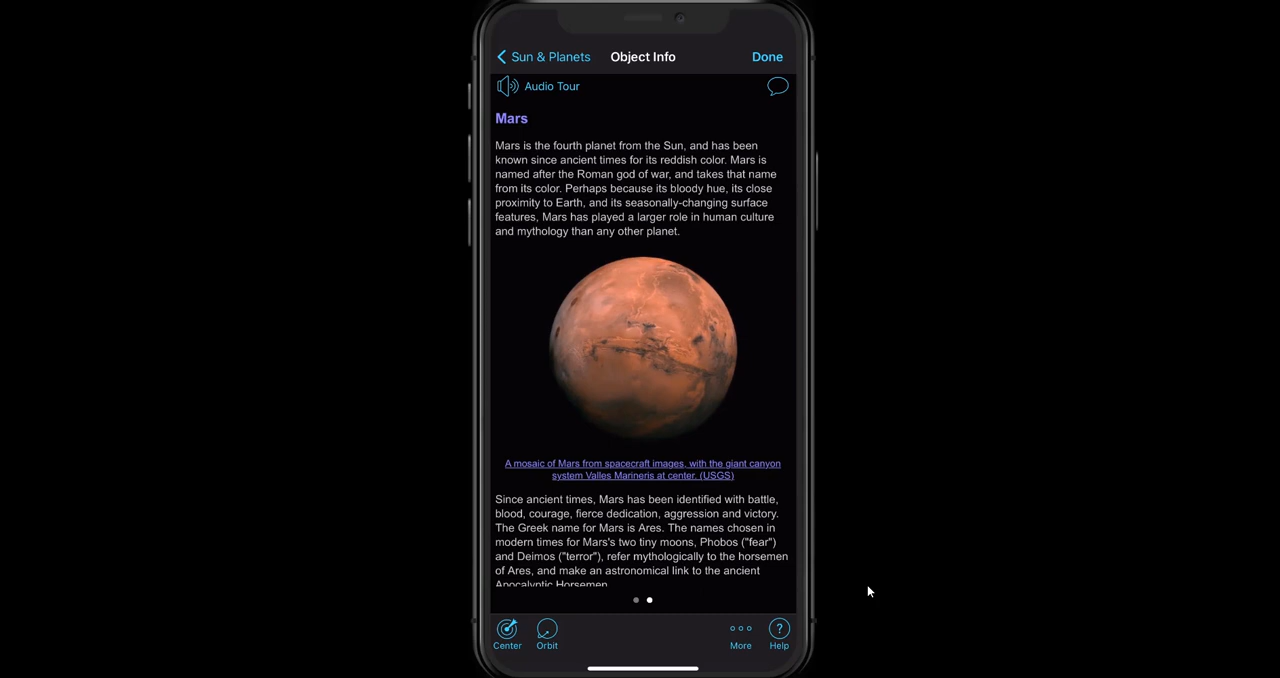 Sun & Planets Object Info Done
Audio Tour
Mars
Mars is the fourth planet from the Sun, and has been
known since ancient times for its reddish color. Mars is
named after the Roman god of war, and takes that name
from its color. Perhaps because its bloody hue, its close
proximity to Earth, and its seasonally-changing surface
features, Mars has played a larger role in human culture
and mythology than any other planet.
A mosaic of Mars from spacecraft images, with the giant canyon
system Valles Marineris at center. (USGS)
Since ancient times, Mars has been identified with battle,
blood, courage, fierce dedication, aggression and victory.
The Greek name for Mars is Ares. The names chosen in
modern times for Mars's two tiny moons, Phobos ("fear")
and Deimos ("terror"), refer mythologically to the horsemen
of Ares, and make an astronomical link to the ancient
Apocalyptic Horsemen
Center Orbit More Help